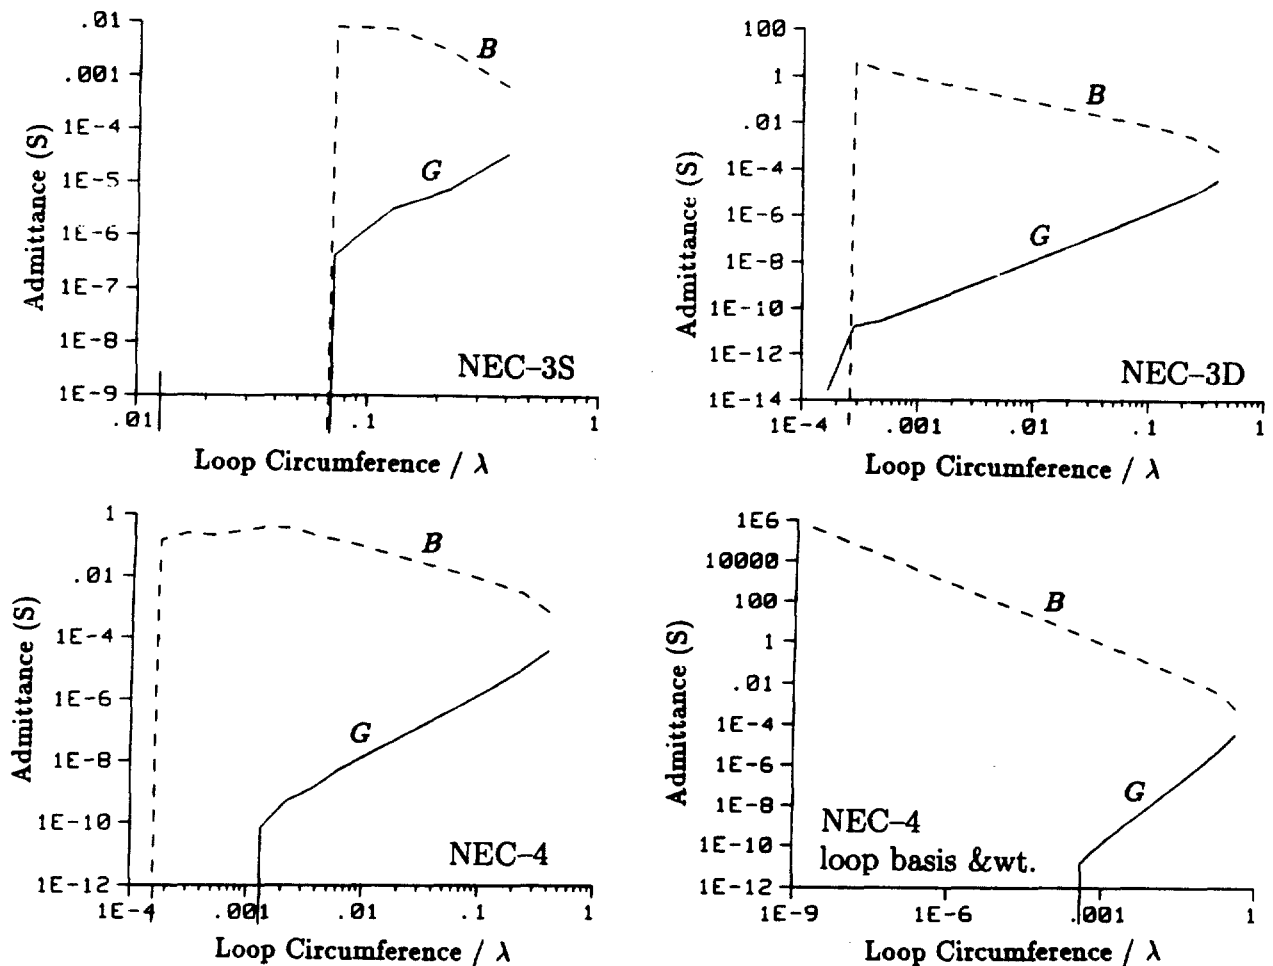 .01
.001
1E-4
1E-5
1E-6
1E-7
1E-8
1E-9
Admittance (S)
B
G
NEC-3S
.01
.1
1
Loop Circumference / λ
100
1
.01
1E-4
1E-6
1E-8
1E-10
1E-12
1E-14
Admittance (S)
B
G
NEC-3D
1E-4
.001
.01
.1
1
Loop Circumference / λ
1
.01
1E-4
1E-6
1E-8
1E-10
1E-12
Admittance (S)
B
G
NEC-4
1E-4
.001
.01
.1
1
Loop Circumference / λ
1E6
10000
100
1
.01
1E-4
1E-6
1E-8
1E-10
1E-12
Admittance (S)
B
G
NEC-4
loop basis &wt.
1E-9
1E-6
.001
1
Loop Circumference / λ